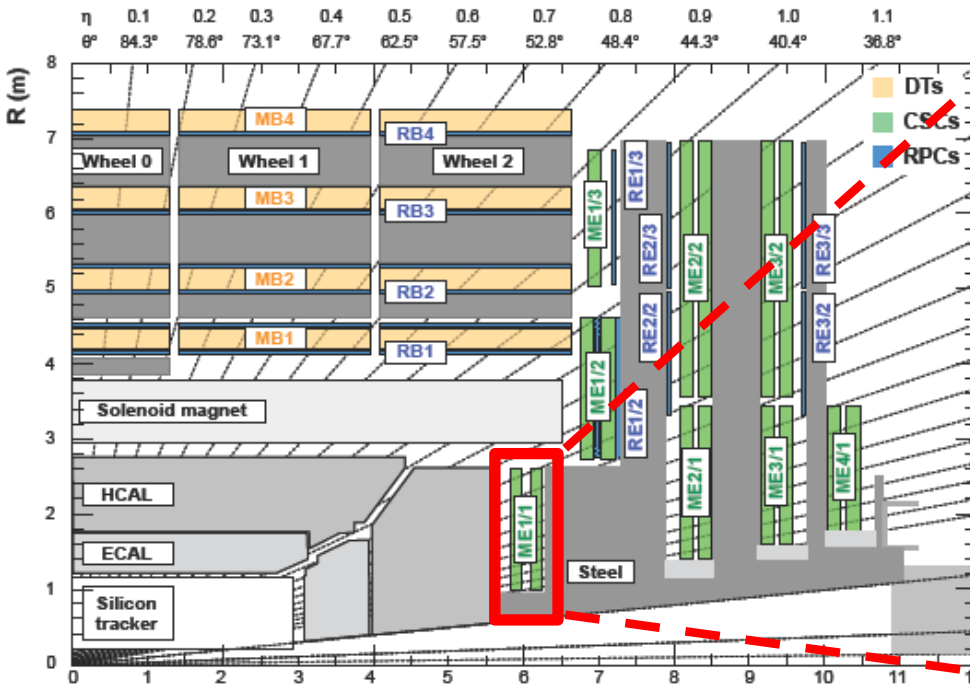 η 0.1 0.2 0.3 0.4 0.5 0.6 0.7 0.8 0.9 1.0 1.1
θ° 84.3° 78.6° 73.1° 67.7° 62.5° 57.5° 52.8° 48.4° 44.3° 40.4° 36.8°
R (m)
8
7
6
5
4
3
2
1
0
DTs
CSCs
RPCs
MB4
RB4
Wheel 0 Wheel 1 Wheel 2
MB3
RB3
MB2
RB2
MB1
RB1
Solenoid magnet
HCAL
ECAL
Silicon
tracker
Steel
ME1/1
ME1/2
ME1/3
RE1/3
RE1/2
RE2/3
RE2/2
ME2/2
ME2/1
ME3/2
ME3/1
RE3/3
RE3/2
ME4/1
0 1 2 3 4 5 6 7 8 9 10 11 12